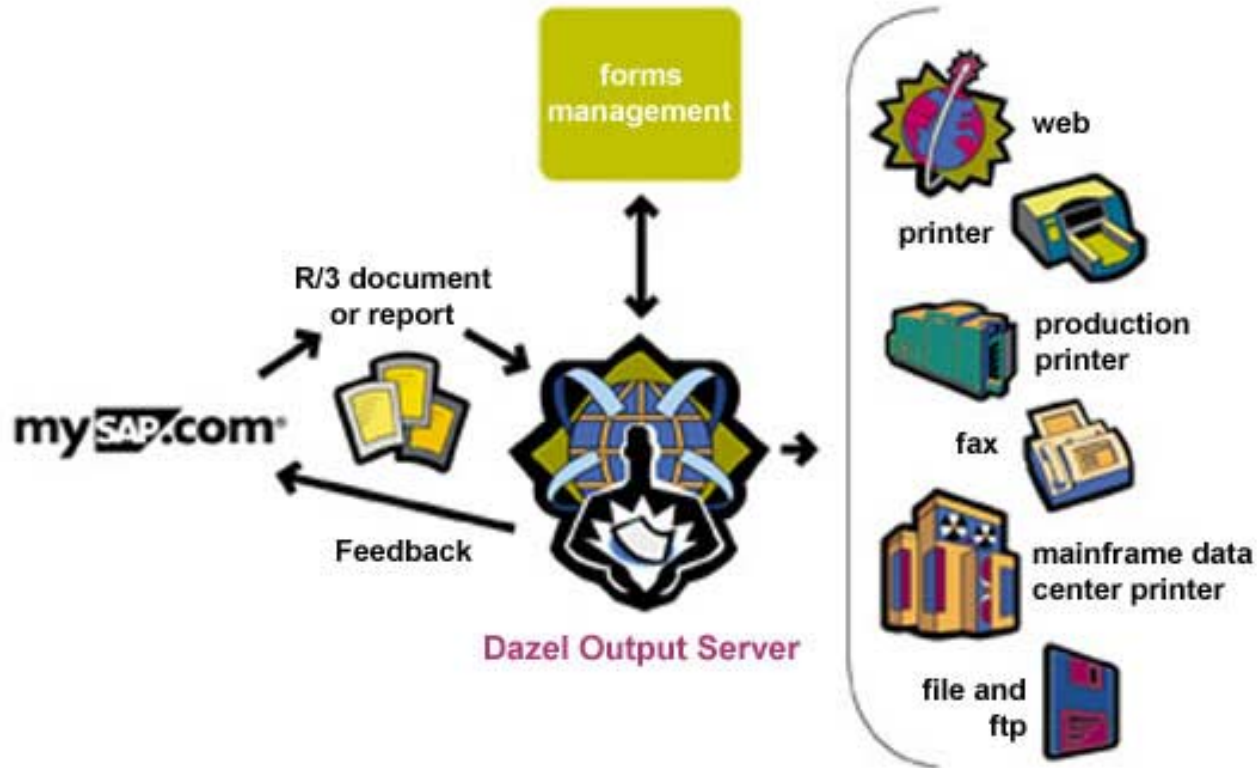 forms
management
R/3 document
or report
mySAP.com®
Feedback
Dazel Output Server
web
printer
production
printer
fax
mainframe data
center printer
file and
ftp